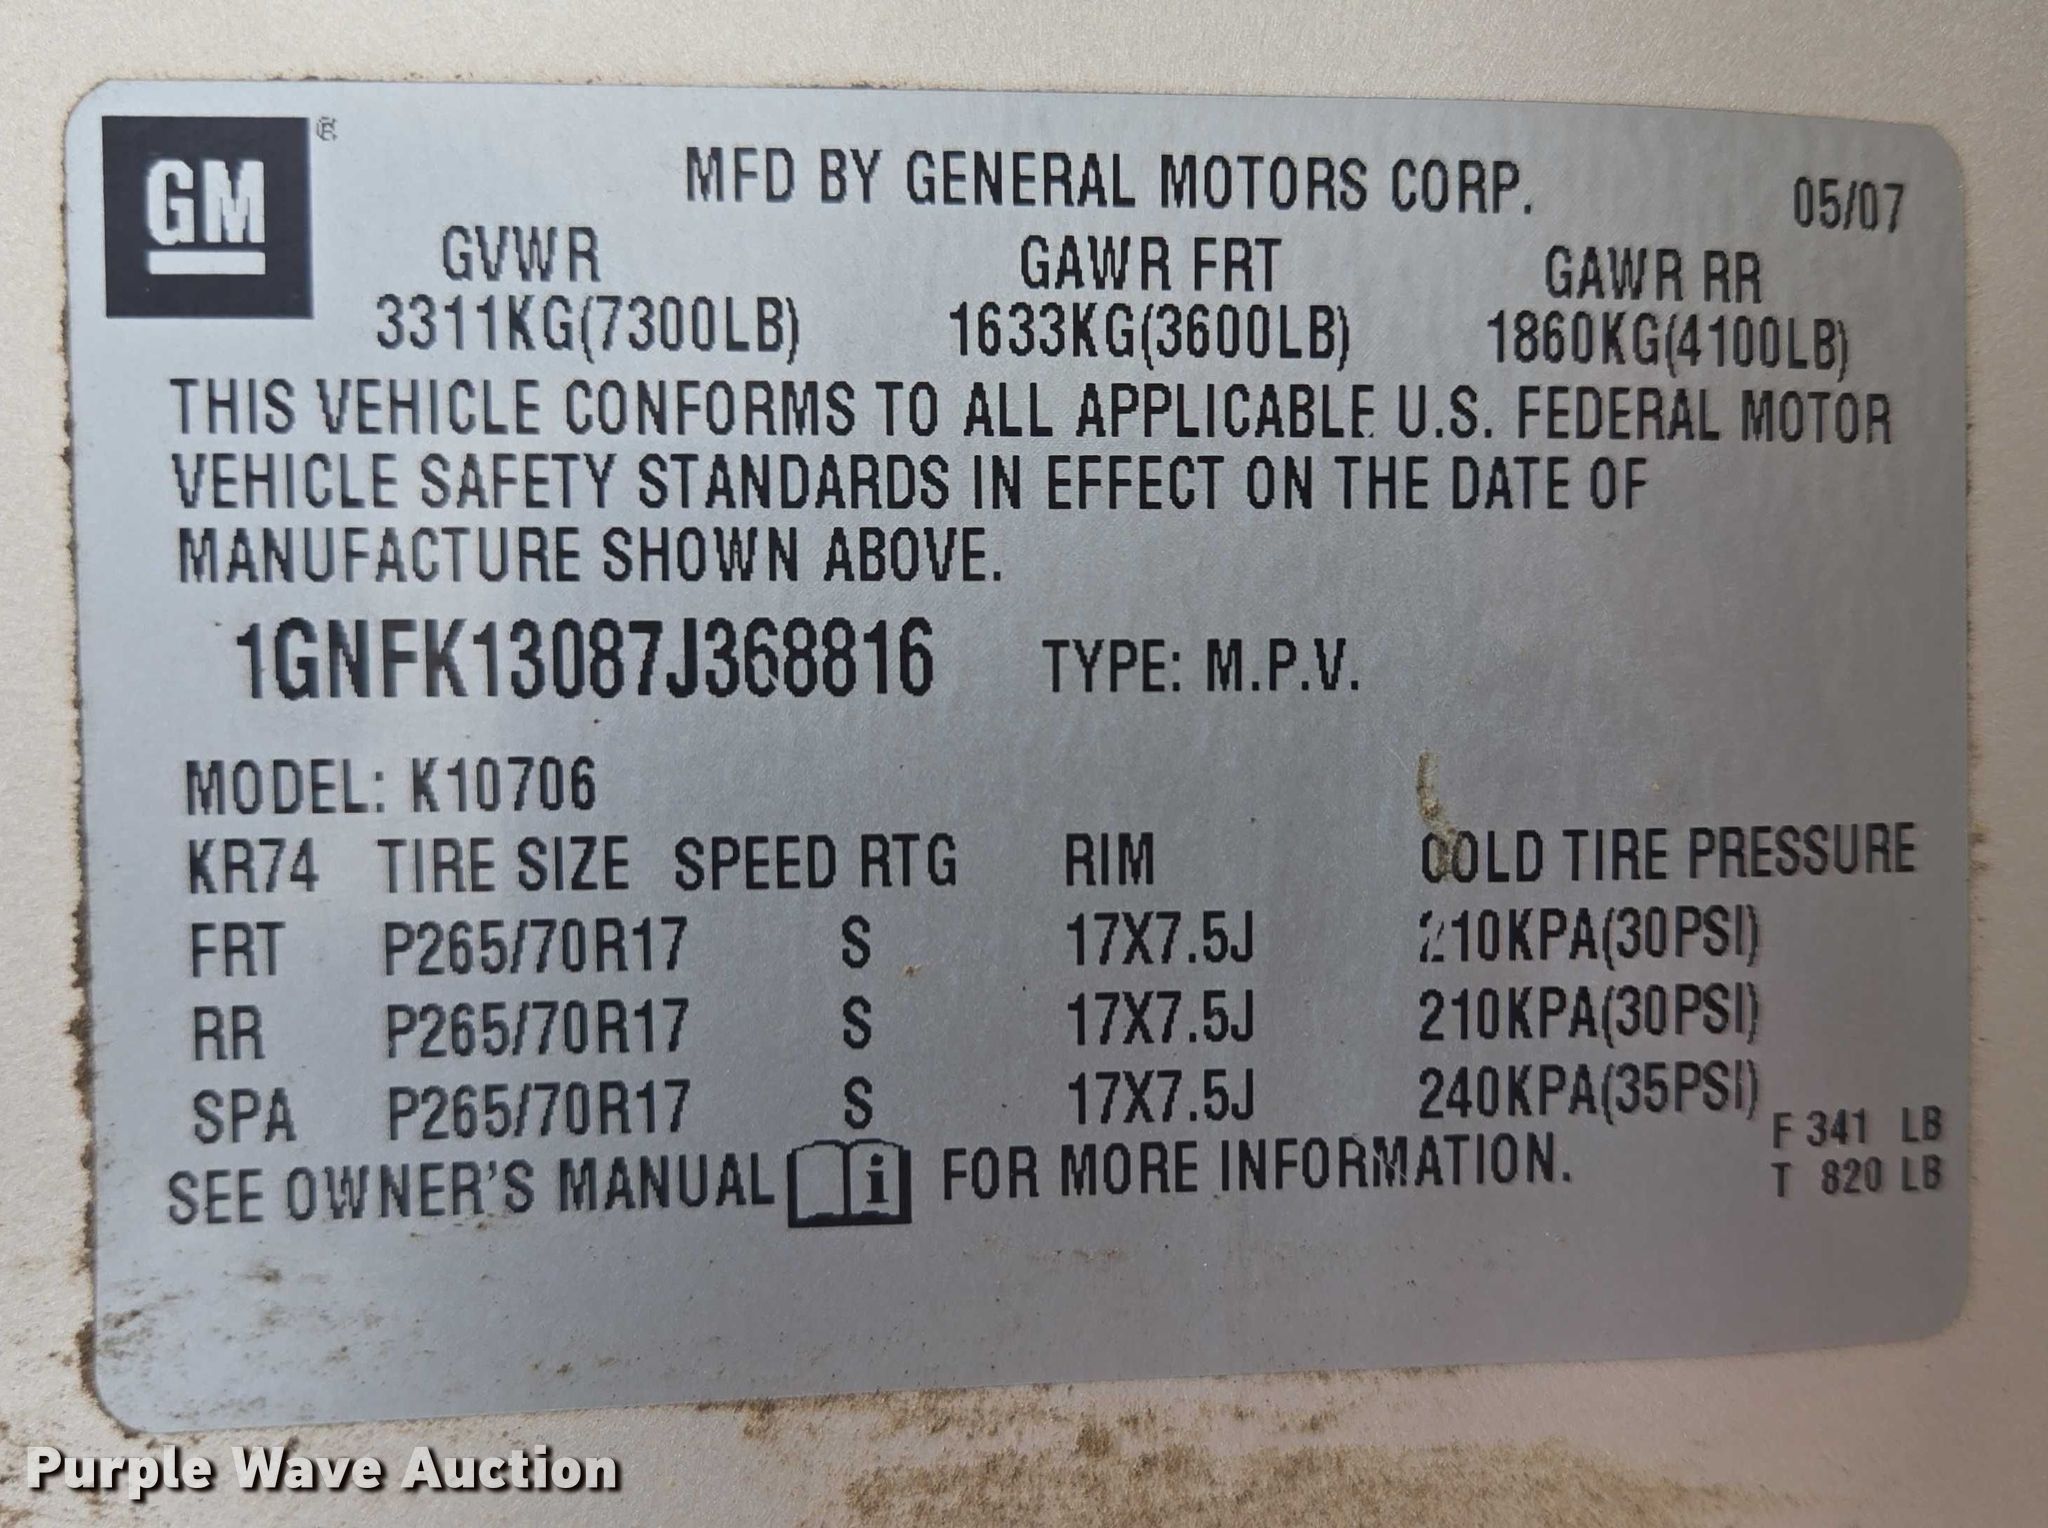 GM ®
MFD BY GENERAL MOTORS CORP. 05/07
GVWR GAWR FRT GAWR RR
3311KG(7300LB) 1633KG(3600LB) 1860KG(4100LB)
THIS VEHICLE CONFORMS TO ALL APPLICABLE U.S. FEDERAL MOTOR
VEHICLE SAFETY STANDARDS IN EFFECT ON THE DATE OF
MANUFACTURE SHOWN ABOVE.
1GNFK13087J368816 TYPE: M.P.V.
MODEL: K10706
KR74 TIRE SIZE SPEED RTG RIM COLD TIRE PRESSURE
FRT P265/70R17 S 17X7.5J 210KPA(30PSI)
RR P265/70R17 S 17X7.5J 210KPA(30PSI)
SPA P265/70R17 S 17X7.5J 240KPA(35PSI)
SEE OWNER'S MANUAL i FOR MORE INFORMATION.
F 341 LB
T 820 LB
Purple Wave Auction